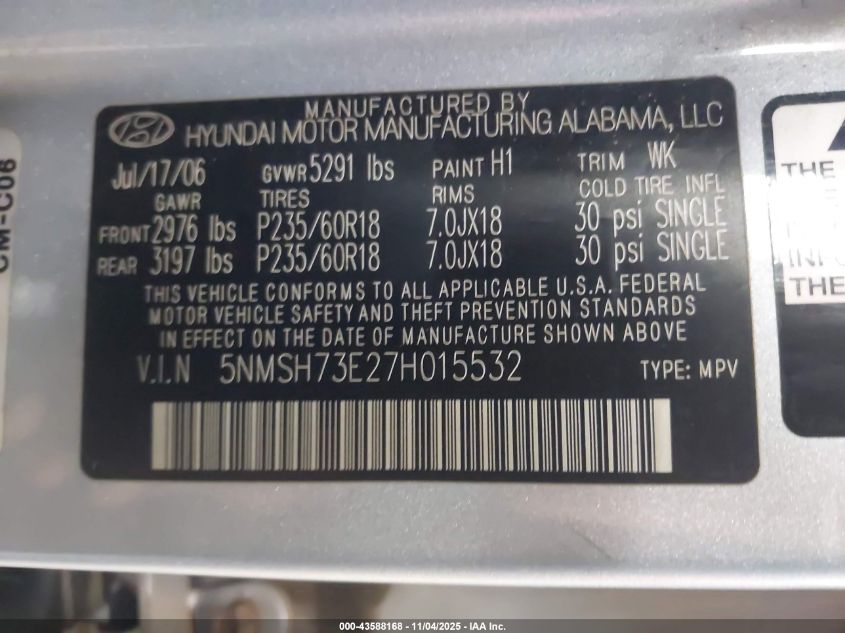 MANUFACTURED BY
HYUNDAI MOTOR MANUFACTURING ALABAMA, LLC
Jul/17/06 GVWR 5291 lbs PAINT H1 TRIM WK
GAWR TIRES RIMS COLD TIRE INFL
FRONT 2976 lbs P235/60R18 7.0JX18 30 psi SINGLE
REAR 3197 lbs P235/60R18 7.0JX18 30 psi SINGLE
THIS VEHICLE CONFORMS TO ALL APPLICABLE U.S.A. FEDERAL
MOTOR VEHICLE SAFETY AND THEFT PREVENTION STANDARDS
IN EFFECT ON THE DATE OF MANUFACTURE SHOWN ABOVE
V.I.N 5NMSH73E27H015532 TYPE: MPV
CM-C06
THE
THE
000-43588168 - 11/04/2025 - IAA Inc.